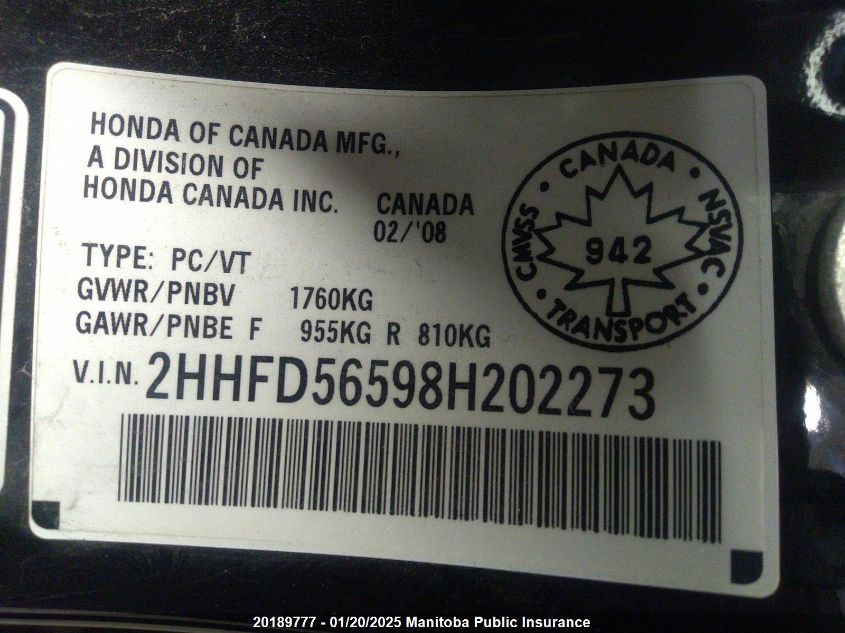 HONDA OF CANADA MFG.,
A DIVISION OF
HONDA CANADA INC. CANADA
02/'08
TYPE: PC/VT
GVWR/PNBV 1760KG
GAWR/PNBE F 955KG R 810KG
V.I.N. 2HHFD56598H202273
CMVSS • CANADA • NSVAC • TRANSPORT •
942
20189777 - 01/20/2025 Manitoba Public Insurance